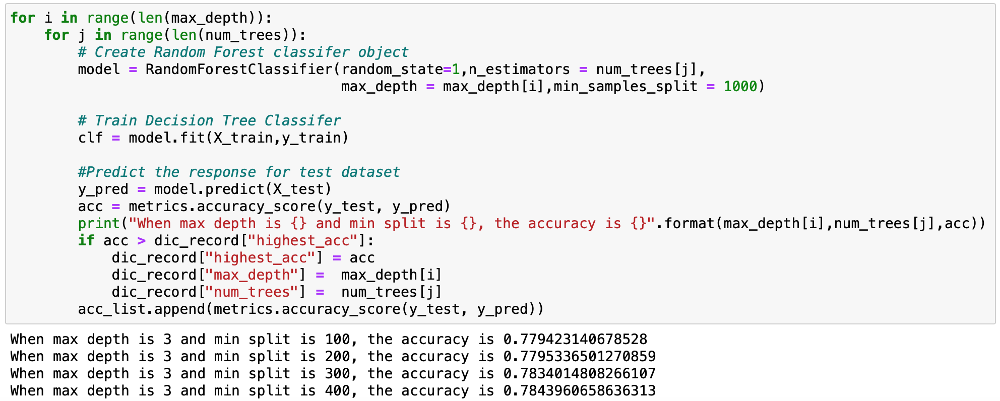 for i in range(len(max_depth)):
    for j in range(len(num_trees)):
        # Create Random Forest classifer object
        model = RandomForestClassifier(random_state=1,n_estimators = num_trees[j],
                                       max_depth = max_depth[i],min_samples_split = 1000)
        # Train Decision Tree Classifer
        clf = model.fit(X_train,y_train)
        #Predict the response for test dataset
        y_pred = model.predict(X_test)
        acc = metrics.accuracy_score(y_test, y_pred)
        print("When max depth is {} and min split is {}, the accuracy is {}".format(max_depth[i],num_trees[j],acc))
        if acc > dic_record["highest_acc"]:
            dic_record["highest_acc"] = acc
            dic_record["max_depth"] =  max_depth[i]
            dic_record["num_trees"] =  num_trees[j]
        acc_list.append(metrics.accuracy_score(y_test, y_pred))
When max depth is 3 and min split is 100, the accuracy is 0.779423140678528
When max depth is 3 and min split is 200, the accuracy is 0.7795336501270859
When max depth is 3 and min split is 300, the accuracy is 0.7834014808266107
When max depth is 3 and min split is 400, the accuracy is 0.7843960658636313